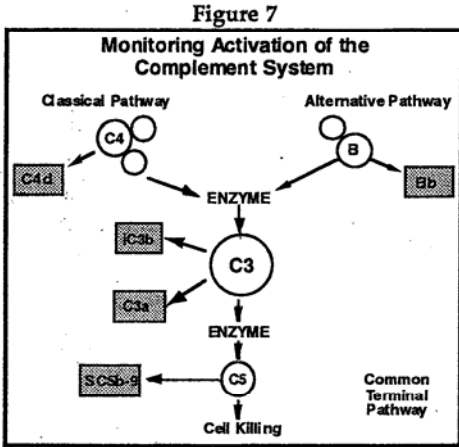 Figure 7
Monitoring Activation of the
Complement System
Classical Pathway
Alternative Pathway
C4
B
C4d
Bb
ENZYME
iC3b
C3
C3a
ENZYME
SC5b-9
C5
Common
Terminal
Pathway
Cell Killing